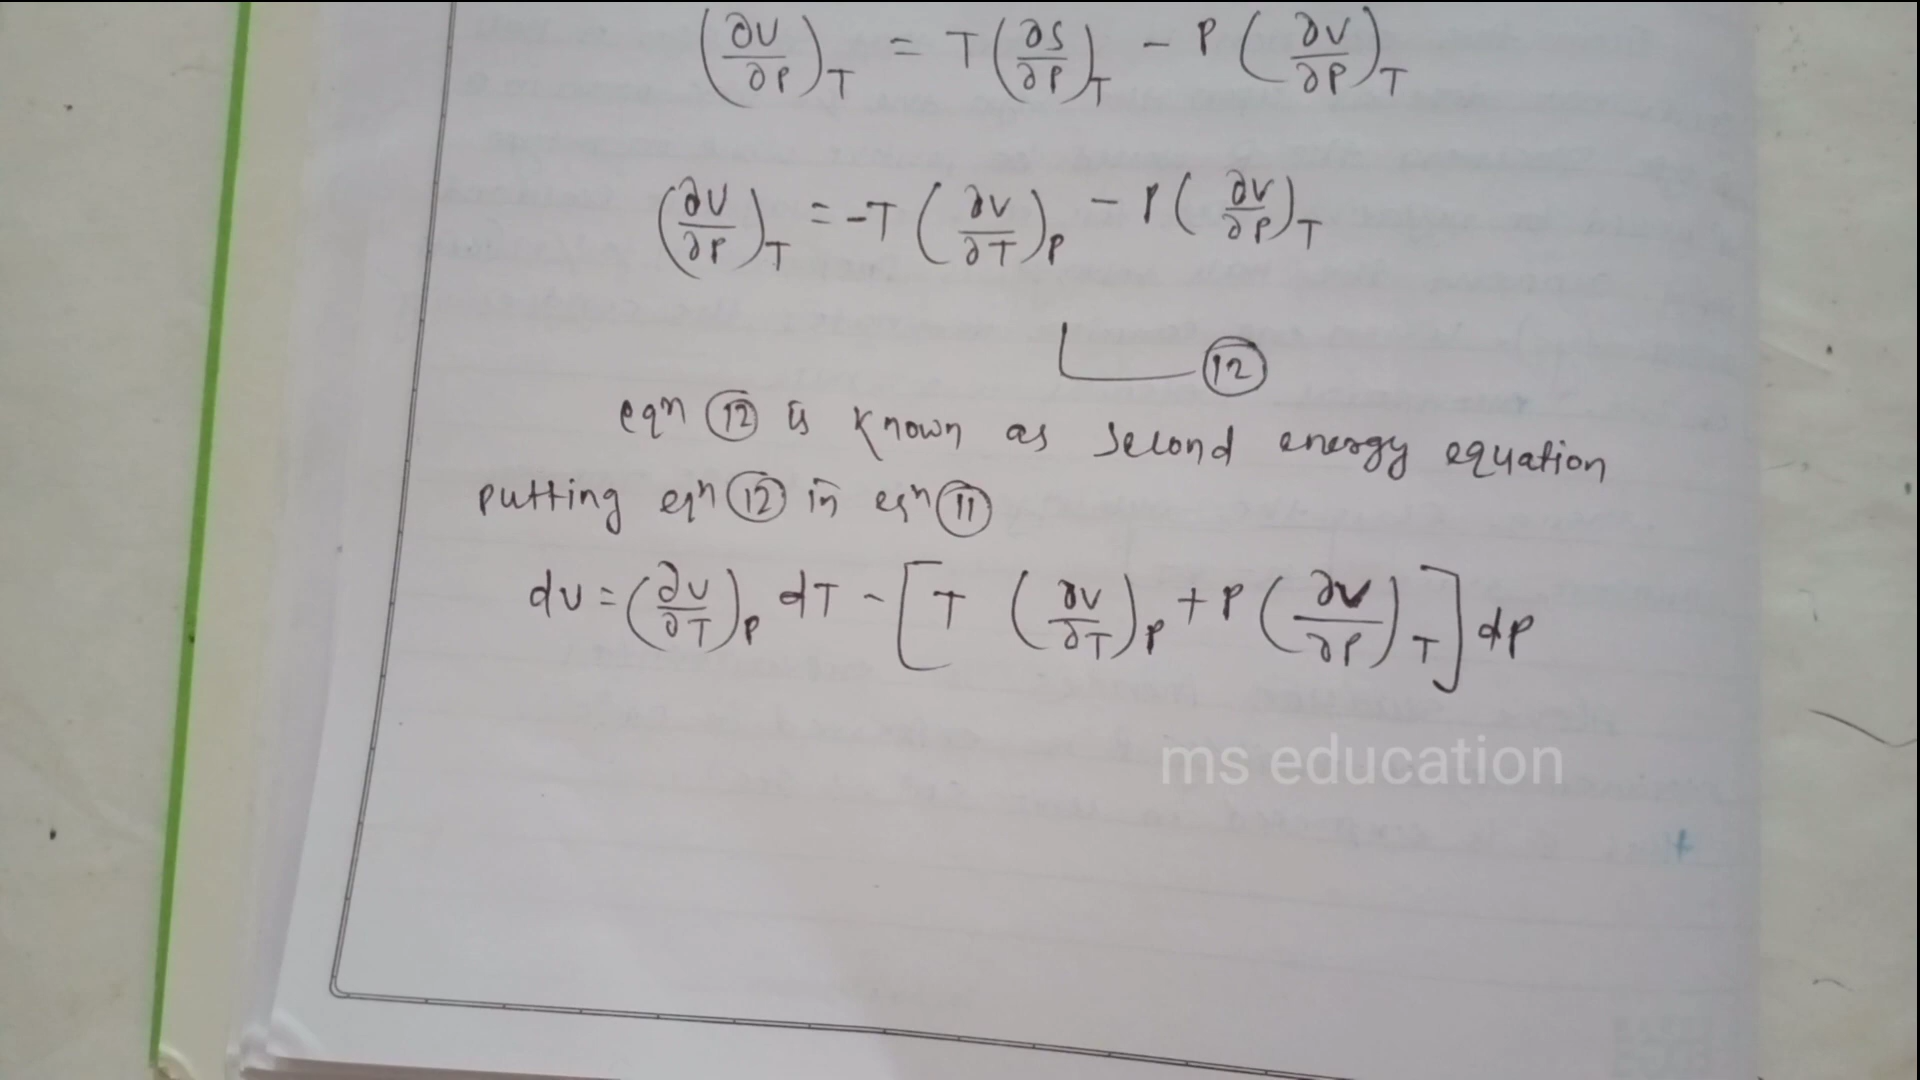 (∂U/∂P)_T = T(∂S/∂P)_T - P(∂V/∂P)_T
(∂U/∂P)_T = -T(∂V/∂T)_P - P(∂V/∂P)_T
12
eqn 12 is known as second energy equation
putting eqn 12 in eqn 11
du = (∂U/∂T)_P dT - [T (∂V/∂T)_P + P(∂V/∂P)_T] dP
ms education